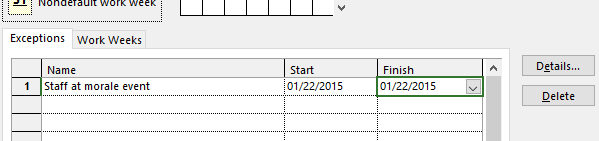 31 Nondefault work week
Exceptions Work Weeks
Name Start Finish
1 Staff at morale event 01/22/2015 01/22/2015
Details...
Delete